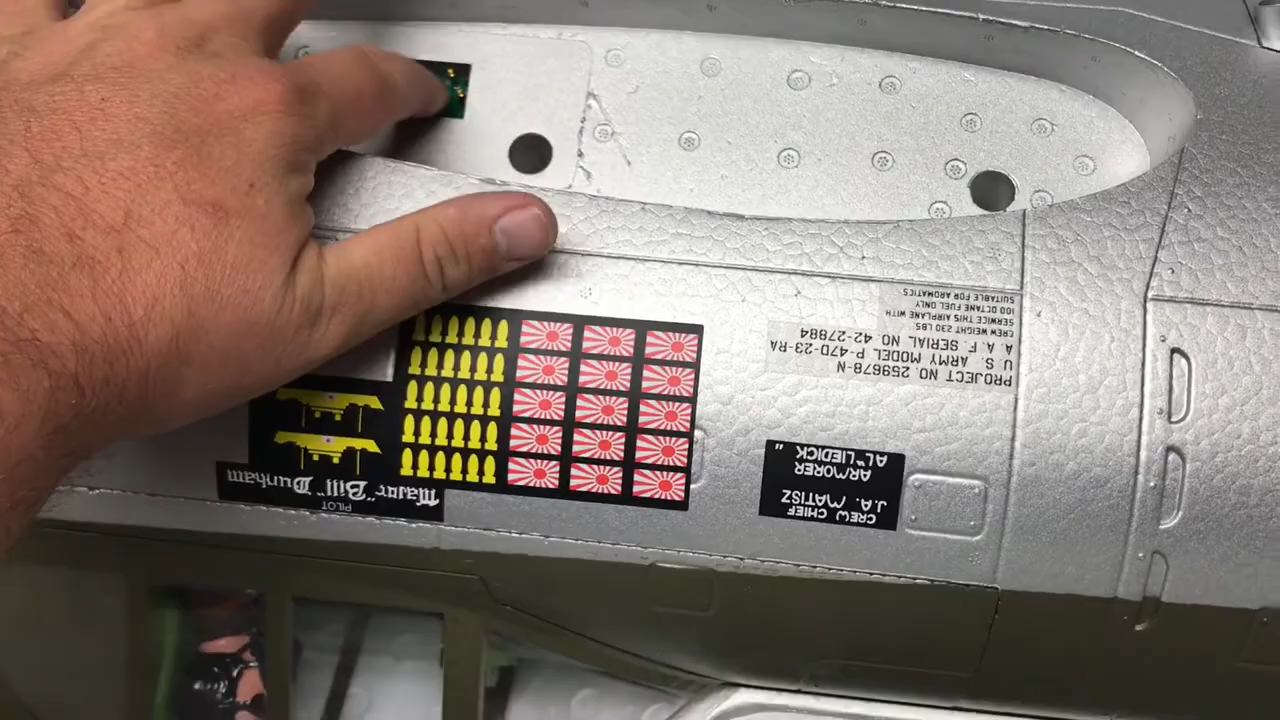 PILOT
Major "Bill" Dunham
CREW CHIEF
J.A. MATISZ
ARMORER
AL "LIEDICK"
PROJECT NO. 259678-N
U. S. ARMY MODEL P-47D-23-RA
A. A. F. SERIAL NO. 42-27884
CREW WEIGHT 230 LBS.
SERVICE THIS AIRPLANE WITH
100 OCTANE FUEL ONLY
SUITABLE FOR AROMATICS